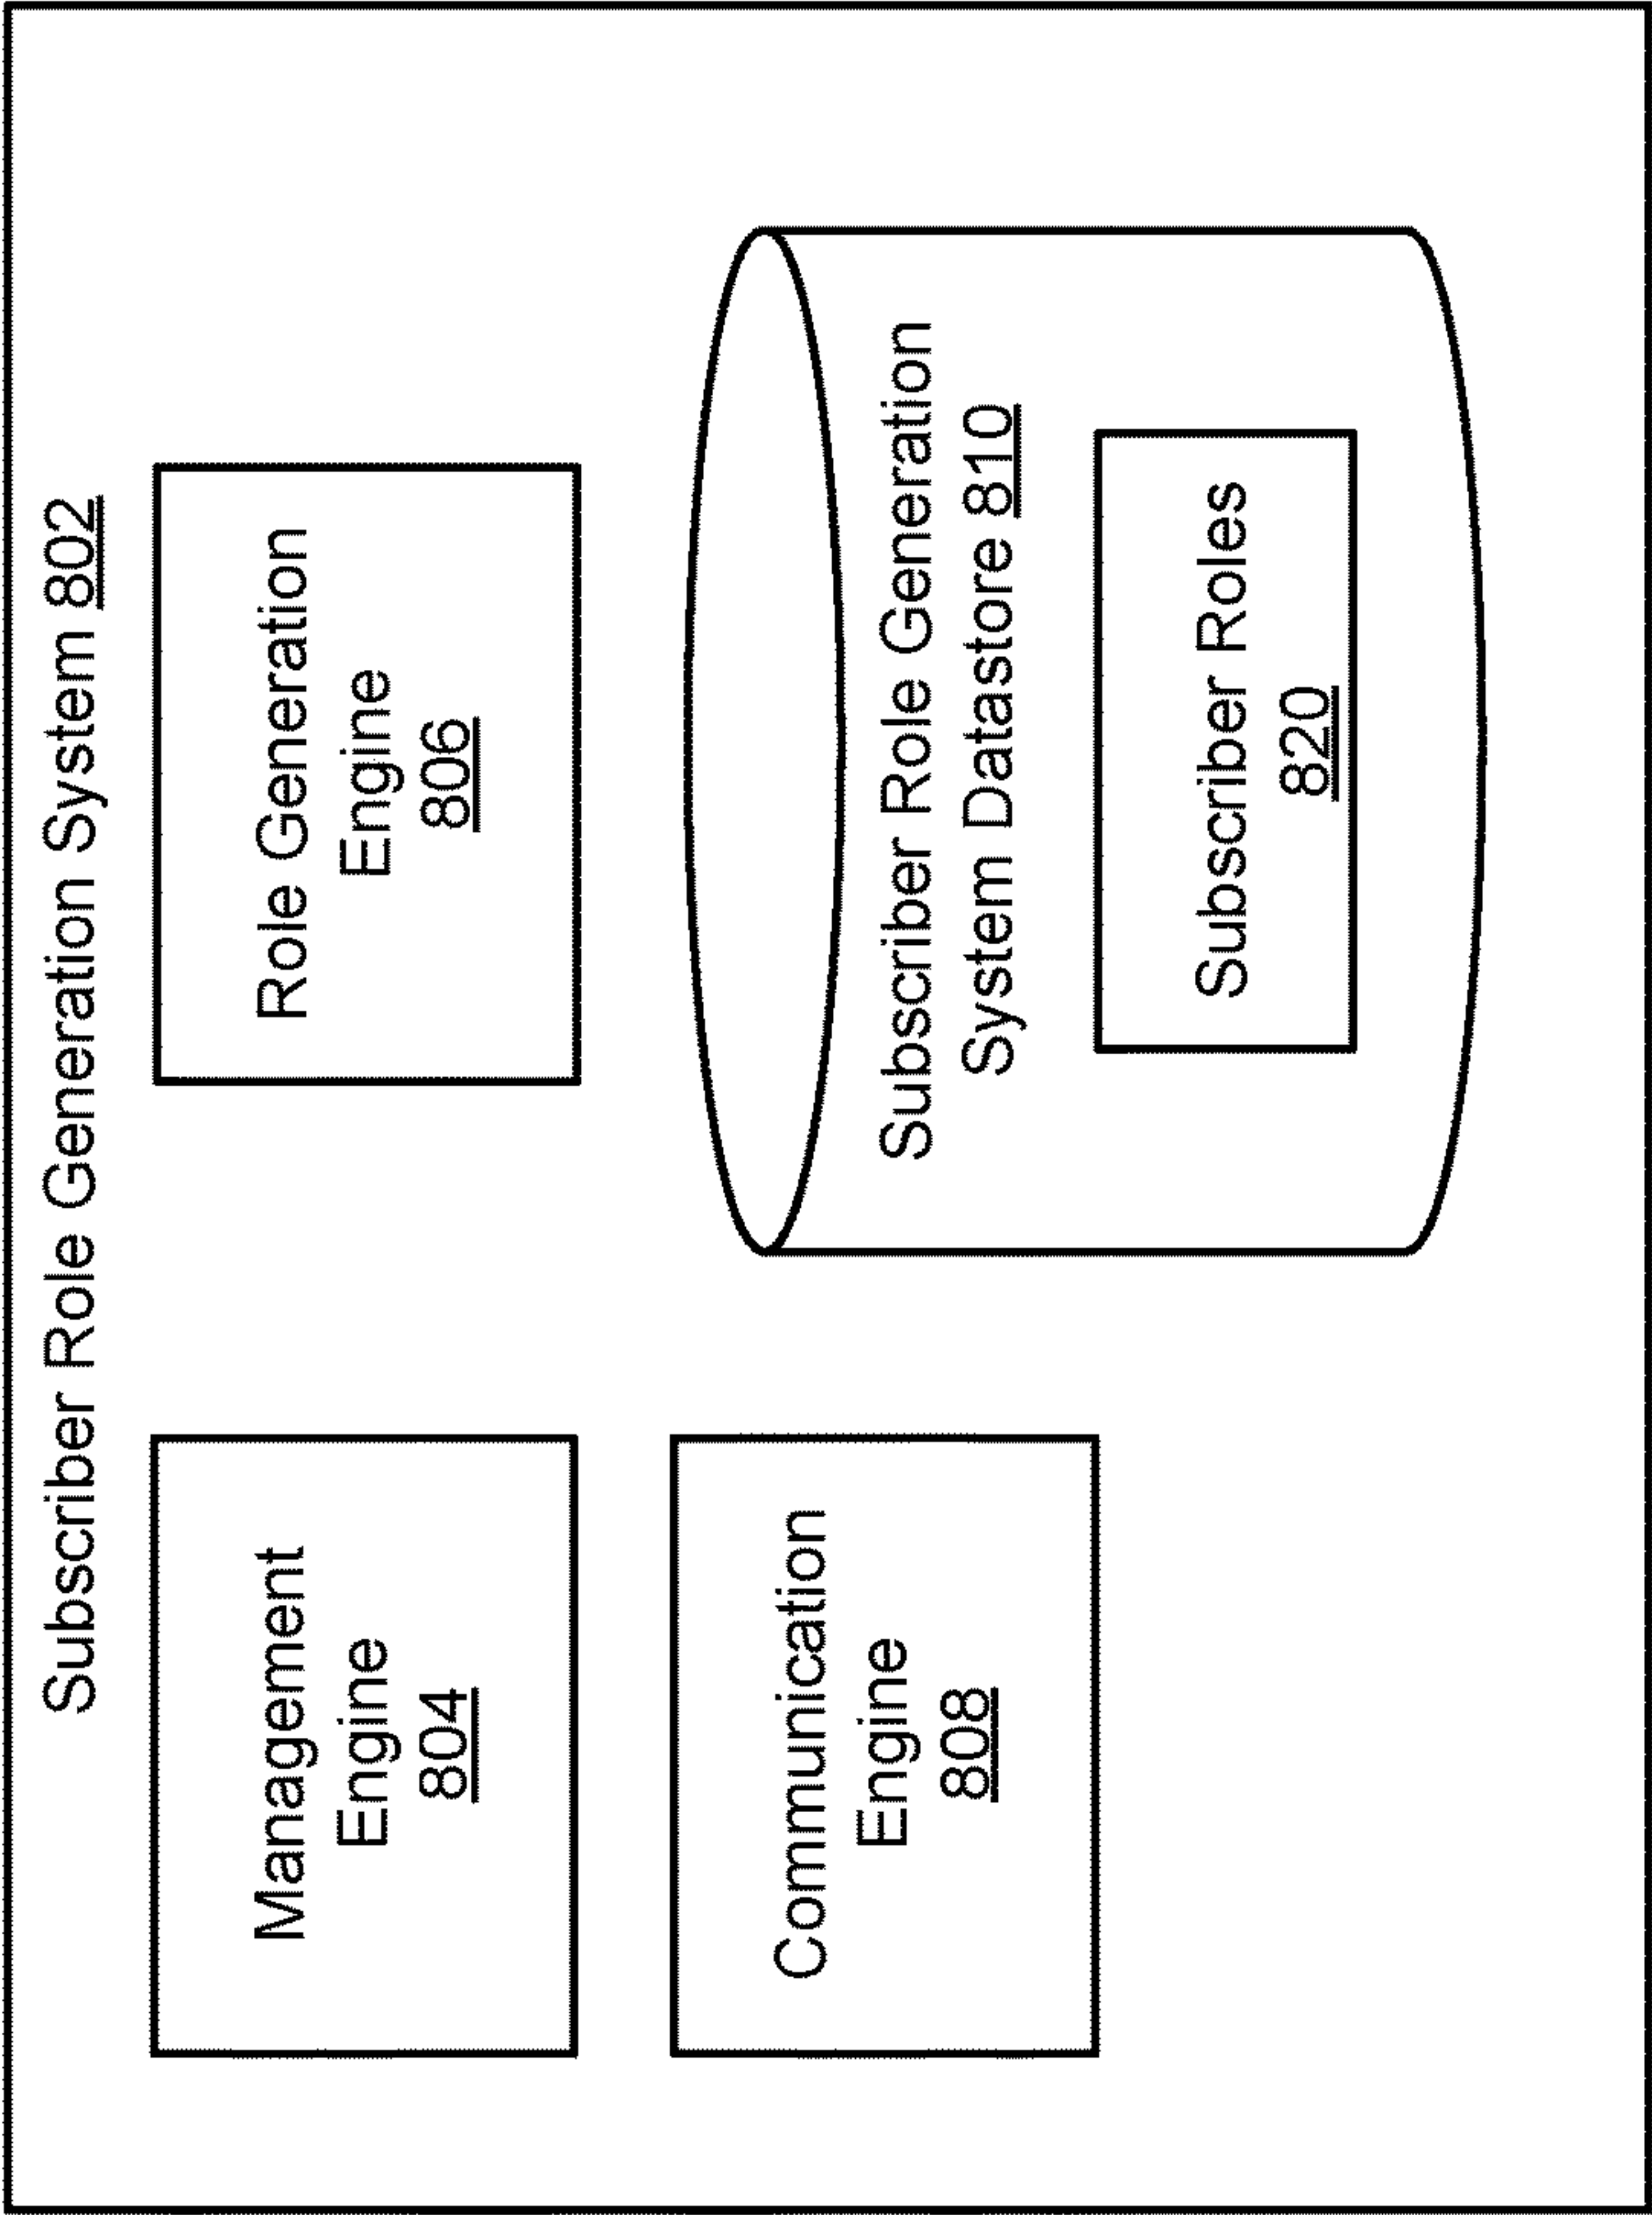 Subscriber Role Generation System 802
Management
Engine
804
Role Generation
Engine
806
Communication
Engine
808
Subscriber Role Generation
System Datastore 810
Subscriber Roles
820